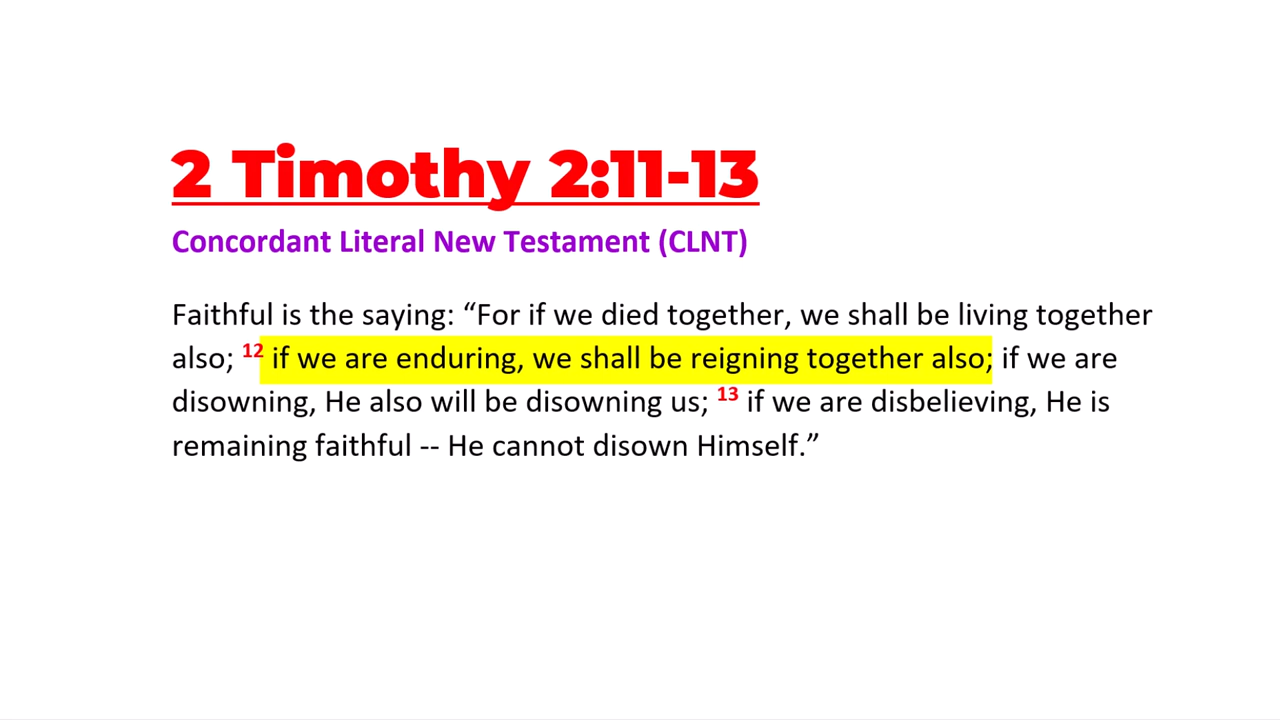 2 Timothy 2:11-13
Concordant Literal New Testament (CLNT)
Faithful is the saying: “For if we died together, we shall be living together
also; 12 if we are enduring, we shall be reigning together also; if we are
disowning, He also will be disowning us; 13 if we are disbelieving, He is
remaining faithful -- He cannot disown Himself.”